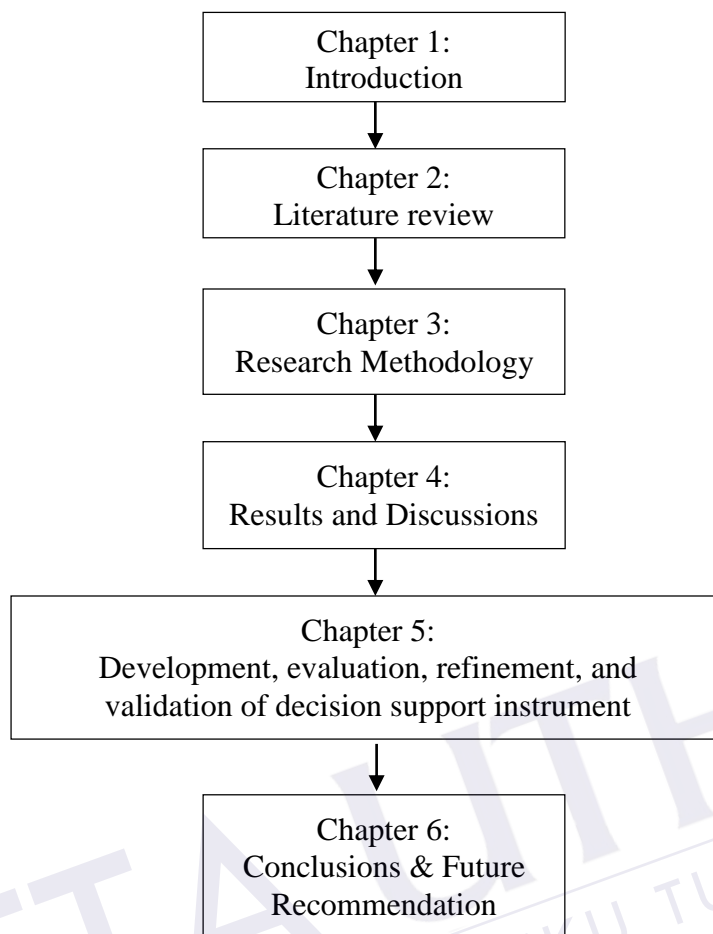 Chapter 1:
Introduction
Chapter 2:
Literature review
Chapter 3:
Research Methodology
Chapter 4:
Results and Discussions
Chapter 5:
Development, evaluation, refinement, and
validation of decision support instrument
Chapter 6:
Conclusions & Future
Recommendation